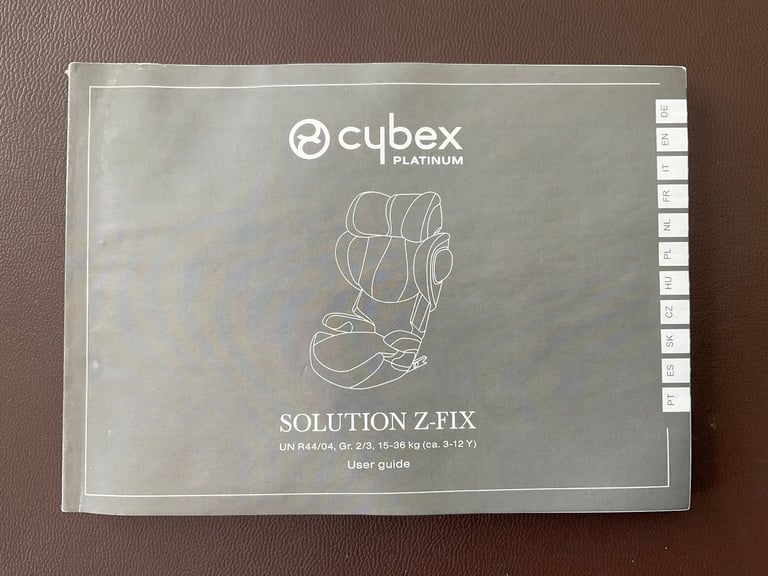 cybex
PLATINUM
SOLUTION Z-FIX
UN R44/04, Gr. 2/3, 15-36 kg (ca. 3-12 Y)
User guide
DE
EN
IT
FR
NL
PL
HU
CZ
SK
ES
PT